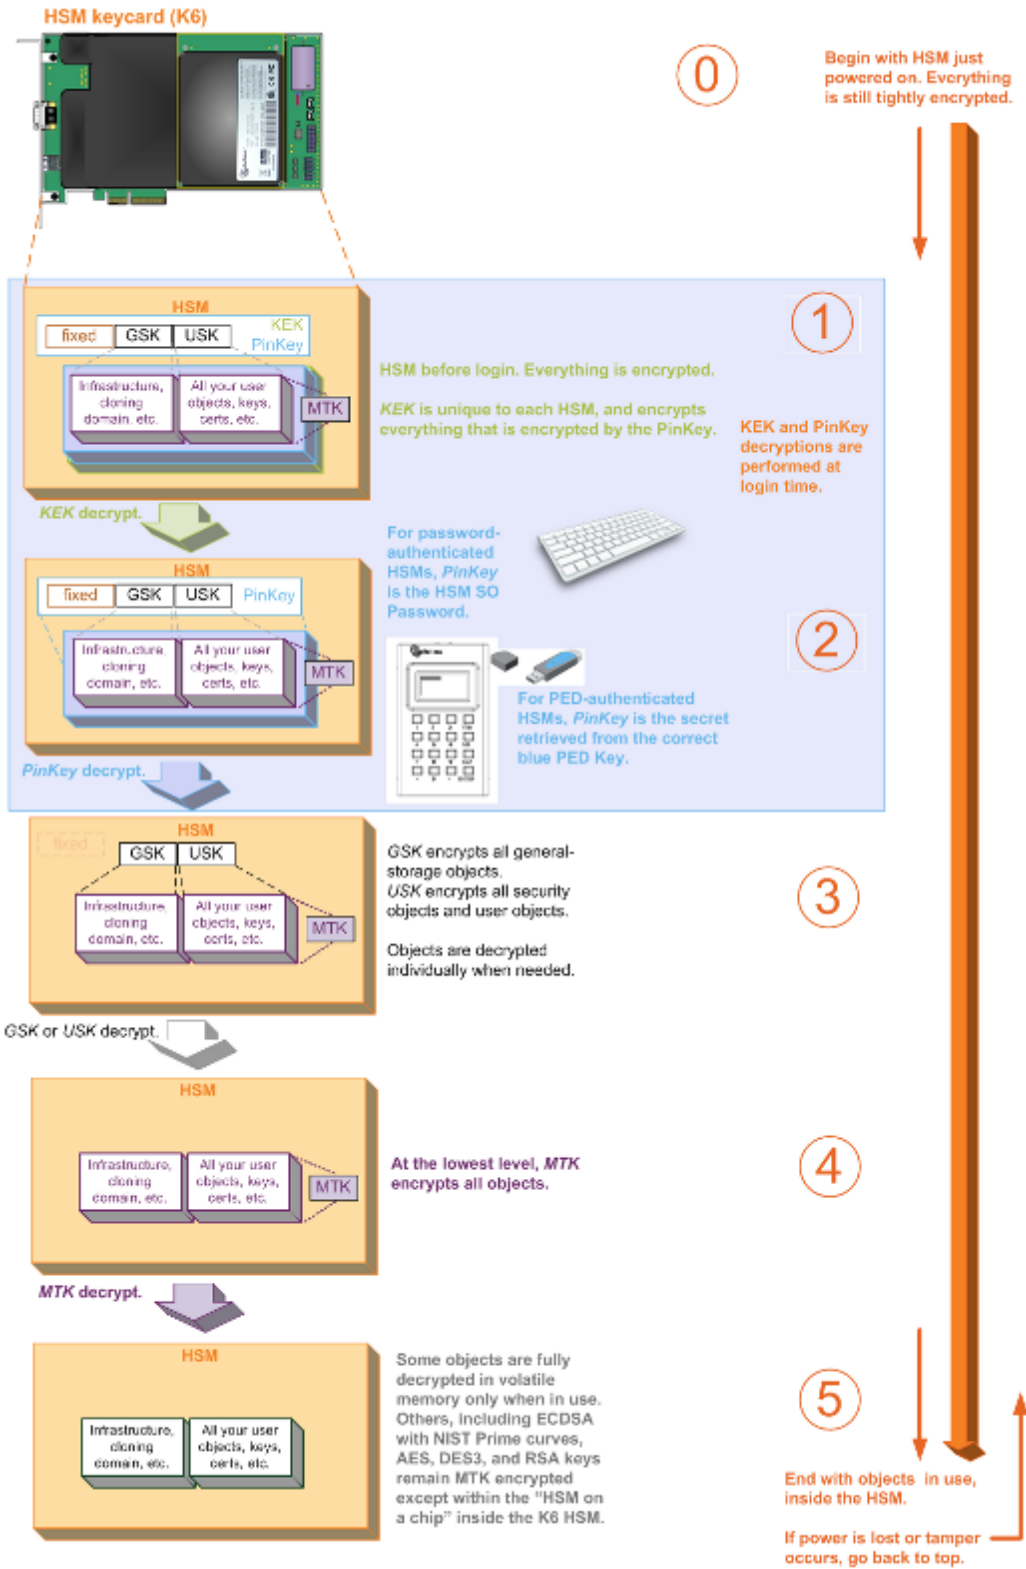 HSM keycard (K6)
0
Begin with HSM just
powered on. Everything
is still tightly encrypted.
HSM
fixed GSK USK KEK
PinKey
Infrastructure,
cloning
domain, etc.
All your user
objects, keys,
certs, etc.
MTK
1
HSM before login. Everything is encrypted.
KEK is unique to each HSM, and encrypts
everything that is encrypted by the PinKey.
KEK and PinKey
decryptions are
performed at
login time.
KEK decrypt.
HSM
fixed GSK USK PinKey
Infrastructure,
cloning
domain, etc.
All your user
objects, keys,
certs, etc.
MTK
For password-
authenticated
HSMs, PinKey
is the HSM SO
Password.
2
For PED-authenticated
HSMs, PinKey is the secret
retrieved from the correct
blue PED Key.
PinKey decrypt.
HSM
fixed
GSK USK
Infrastructure,
cloning
domain, etc.
All your user
objects, keys,
certs, etc.
MTK
GSK encrypts all general-
storage objects.
USK encrypts all security
objects and user objects.
Objects are decrypted
individually when needed.
3
GSK or USK decrypt.
HSM
Infrastructure,
cloning
domain, etc.
All your user
objects, keys,
certs, etc.
MTK
At the lowest level, MTK
encrypts all objects.
4
MTK decrypt.
HSM
Infrastructure,
cloning
domain, etc.
All your user
objects, keys,
certs, etc.
Some objects are fully
decrypted in volatile
memory only when in use.
Others, including ECDSA
with NIST Prime curves,
AES, DES3, and RSA keys
remain MTK encrypted
except within the “HSM on
a chip” inside the K6 HSM.
5
End with objects in use,
inside the HSM.
If power is lost or tamper
occurs, go back to top.